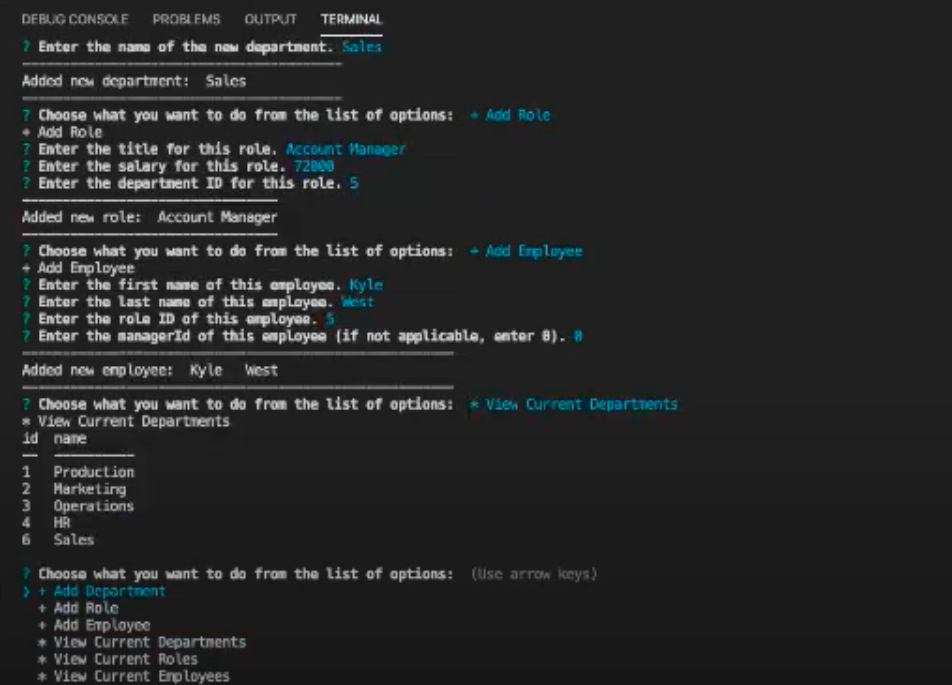 DEBUG CONSOLE PROBLEMS OUTPUT TERMINAL
? Enter the name of the new department. Sales
Added new department: Sales
? Choose what you want to do from the list of options: + Add Role
+ Add Role
? Enter the title for this role. Account Manager
? Enter the salary for this role. 72000
? Enter the department ID for this role. 5
Added new role: Account Manager
? Choose what you want to do from the list of options: + Add Employee
+ Add Employee
? Enter the first name of this employee. Kyle
? Enter the last name of this employee. West
? Enter the role ID of this employee. 5
? Enter the managerId of this employee (if not applicable, enter 0). 0
Added new employee: Kyle West
? Choose what you want to do from the list of options: * View Current Departments
* View Current Departments
id name
-- ----------
1 Production
2 Marketing
3 Operations
4 HR
6 Sales
? Choose what you want to do from the list of options: (Use arrow keys)
❯ + Add Department
+ Add Role
+ Add Employee
* View Current Departments
* View Current Roles
* View Current Employees